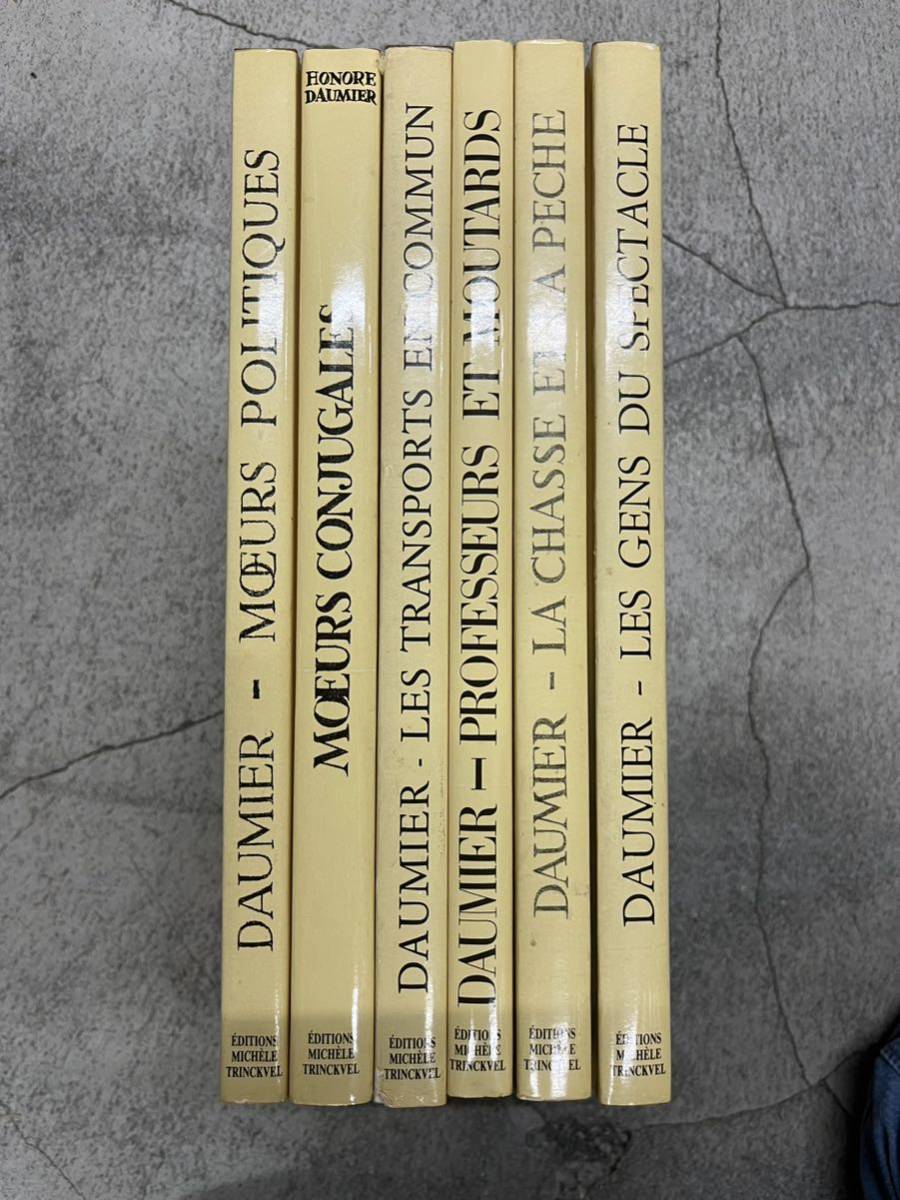 DAUMIER - MŒURS POLITIQUES
ÉDITIONS
MICHÈLE
TRINCKVEL
HONORE
DAUMIER
MŒURS CONJUGALES
ÉDITIONS
MICHÈLE
TRINCKVEL
DAUMIER - LES TRANSPORTS EN COMMUN
ÉDITIONS
MICHÈLE
TRINCKVEL
DAUMIER - PROFESSEURS ET MOUTARDS
ÉDITIONS
MICHÈLE
TRINCKVEL
DAUMIER - LA CHASSE ET LA PECHE
ÉDITIONS
MICHÈLE
TRINCKVEL
DAUMIER - LES GENS DU SPECTACLE
ÉDITIONS
MICHÈLE
TRINCKVEL